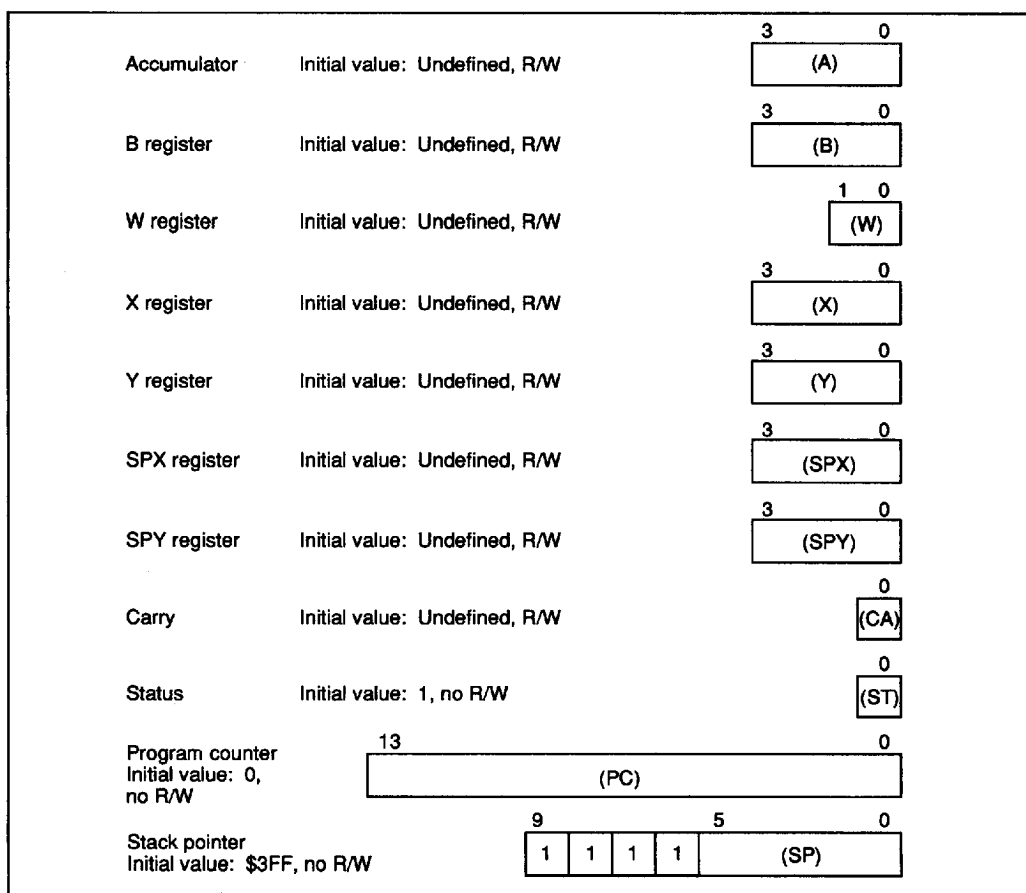 3 0
Accumulator Initial value: Undefined, R/W (A)
3 0
B register Initial value: Undefined, R/W (B)
1 0
W register Initial value: Undefined, R/W (W)
3 0
X register Initial value: Undefined, R/W (X)
3 0
Y register Initial value: Undefined, R/W (Y)
3 0
SPX register Initial value: Undefined, R/W (SPX)
3 0
SPY register Initial value: Undefined, R/W (SPY)
0
Carry Initial value: Undefined, R/W (CA)
0
Status Initial value: 1, no R/W (ST)
13 0
Program counter
Initial value: 0,
no R/W
(PC)
9 5 0
Stack pointer
Initial value: $3FF, no R/W
1 1 1 1 (SP)